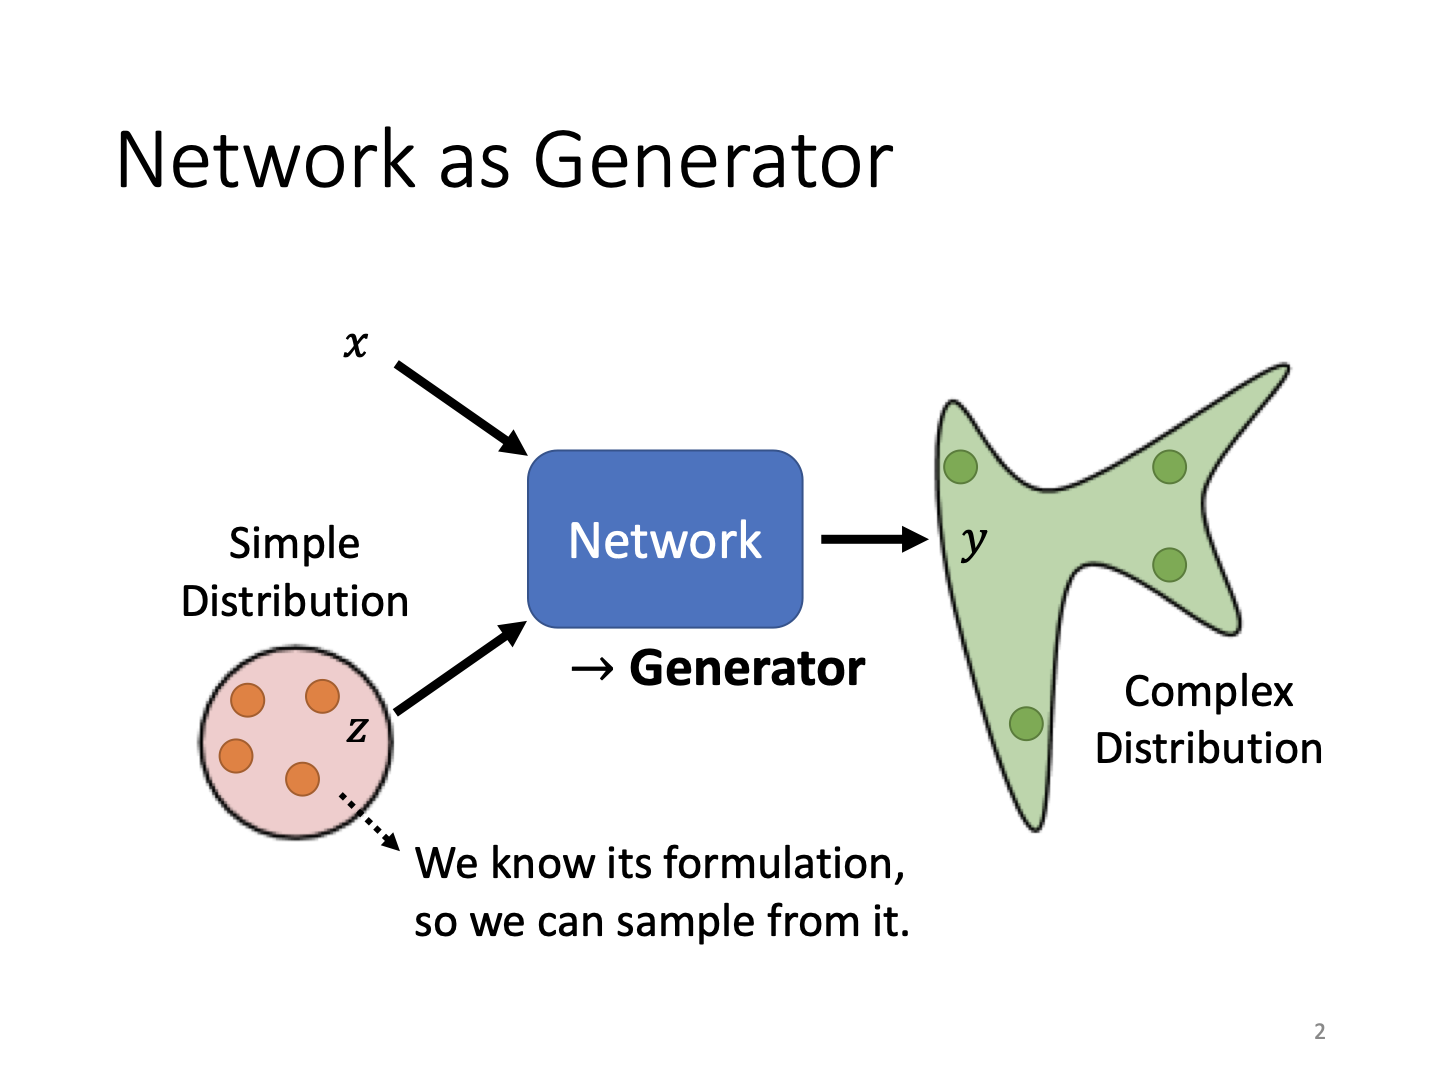 Network as Generator
x
Simple
Distribution
z
Network
→ Generator
y
Complex
Distribution
We know its formulation,
so we can sample from it.
2